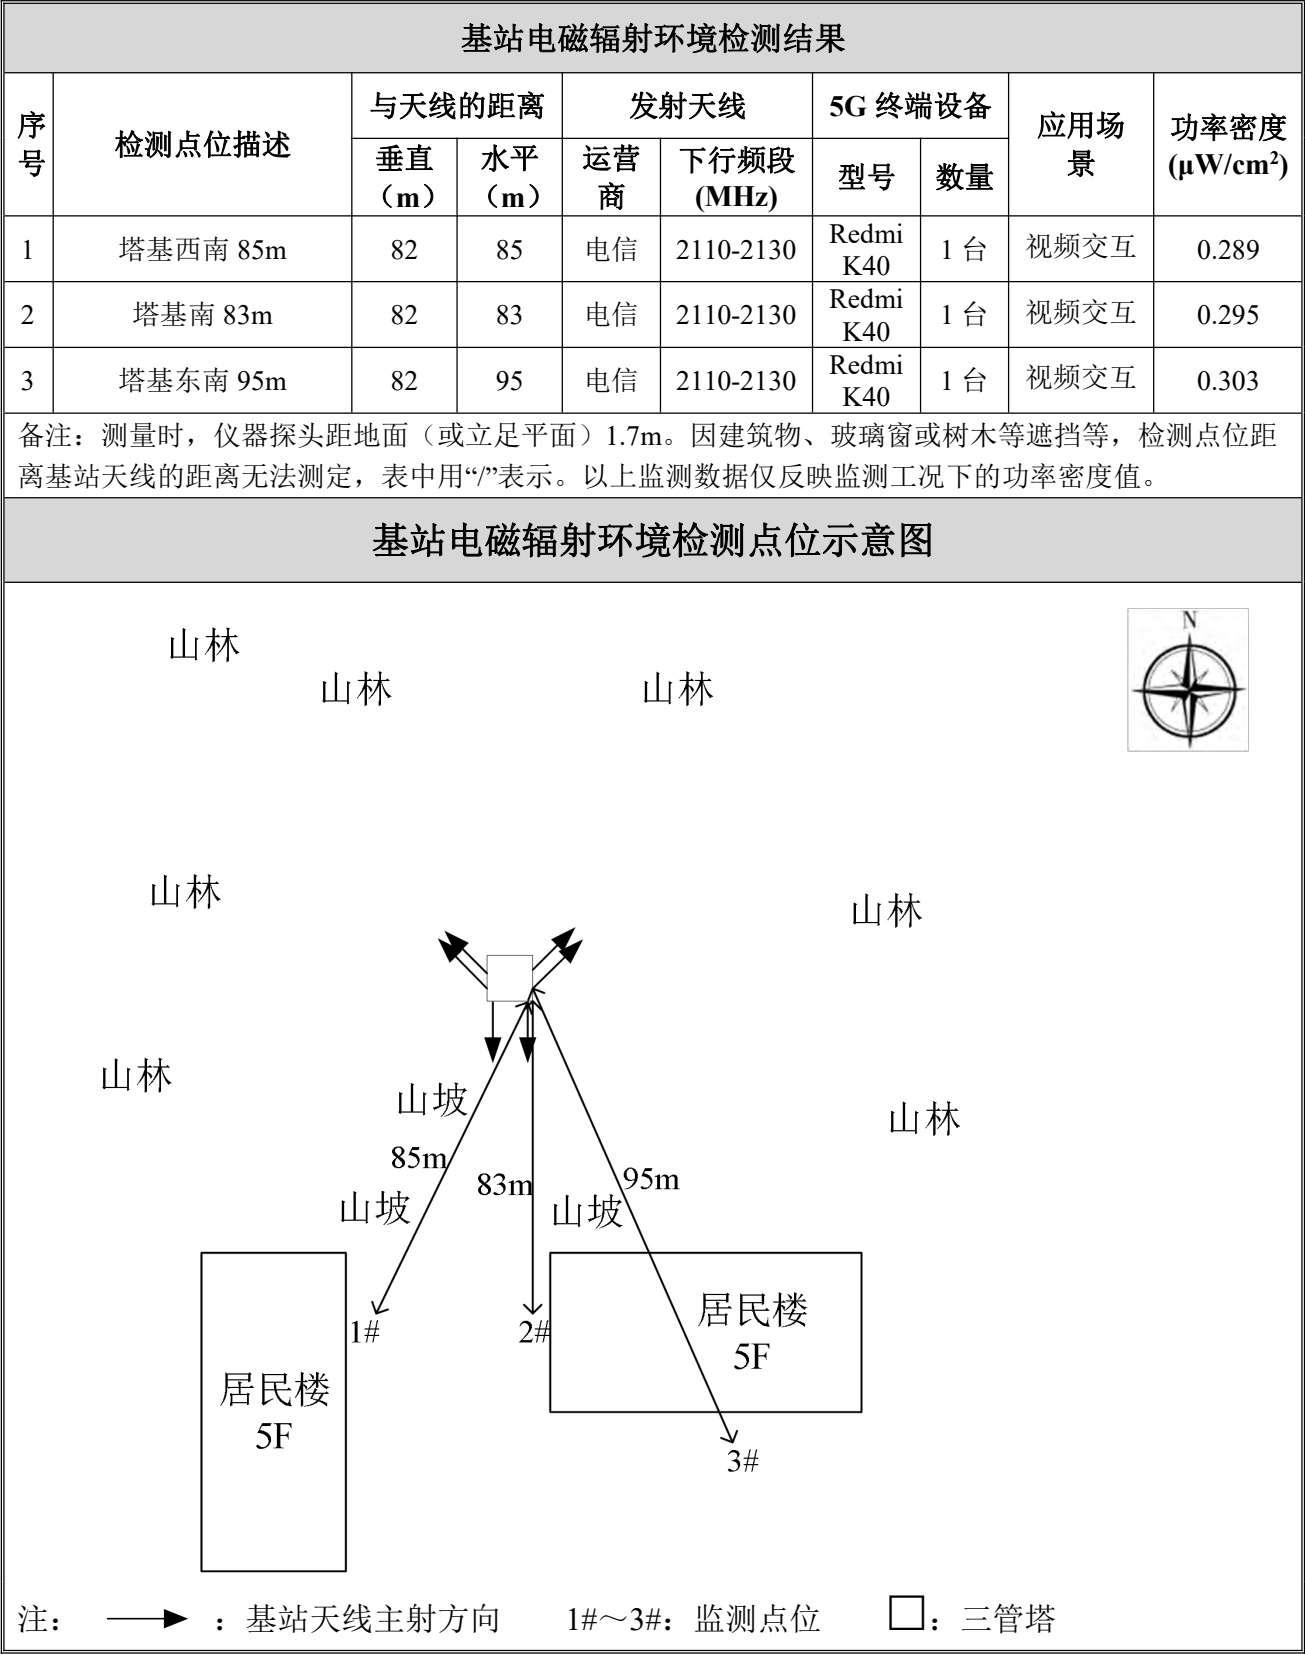 基站电磁辐射环境检测结果
序号 检测点位描述 与天线的距离 发射天线 5G 终端设备 应用场景 功率密度(μW/cm²)
垂直（m） 水平（m） 运营商 下行频段(MHz) 型号 数量
1 塔基西南 85m 82 85 电信 2110-2130 Redmi K40 1 台 视频交互 0.289
2 塔基南 83m 82 83 电信 2110-2130 Redmi K40 1 台 视频交互 0.295
3 塔基东南 95m 82 95 电信 2110-2130 Redmi K40 1 台 视频交互 0.303
备注：测量时，仪器探头距地面（或立足平面）1.7m。因建筑物、玻璃窗或树木等遮挡等，检测点位距
离基站天线的距离无法测定，表中用“/”表示。以上监测数据仅反映监测工况下的功率密度值。
基站电磁辐射环境检测点位示意图
N
山林
山林 山林
山林 山林
山林
山坡 山林
85m
83m 95m
山坡 山坡
居民楼
5F
1# 2#
居民楼
5F
3#
注： ：基站天线主射方向 1#～3#：监测点位 ：三管塔